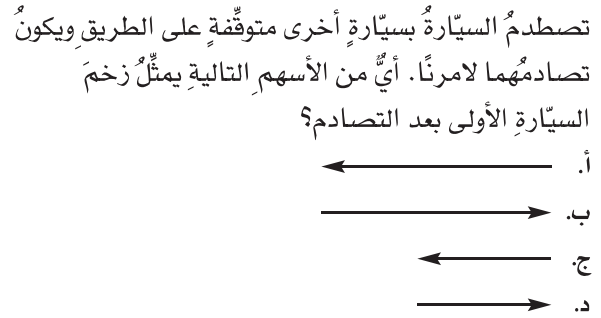 تصطدمُ السيّارةُ بسيّارةٍ أخرى متوقِّفةٍ على الطريقِ ويكونُ
تصادمُهما لامرنًا. أيٌّ من الأسهمِ التاليةِ يمثِّلُ زخمَ
السيّارةِ الأولى بعد التصادم؟
أ.
ب.
ج.
د.